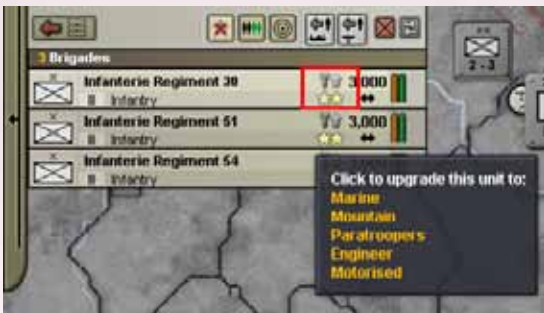 3 Brigades
Infanterie Regiment 30
II Infantry
3,000
Infanterie Regiment 51
II Infantry
3,000
Infanterie Regiment 54
II Infantry
2 - 3
Click to upgrade this unit to:
Marine
Mountain
Paratroopers
Engineer
Motorised